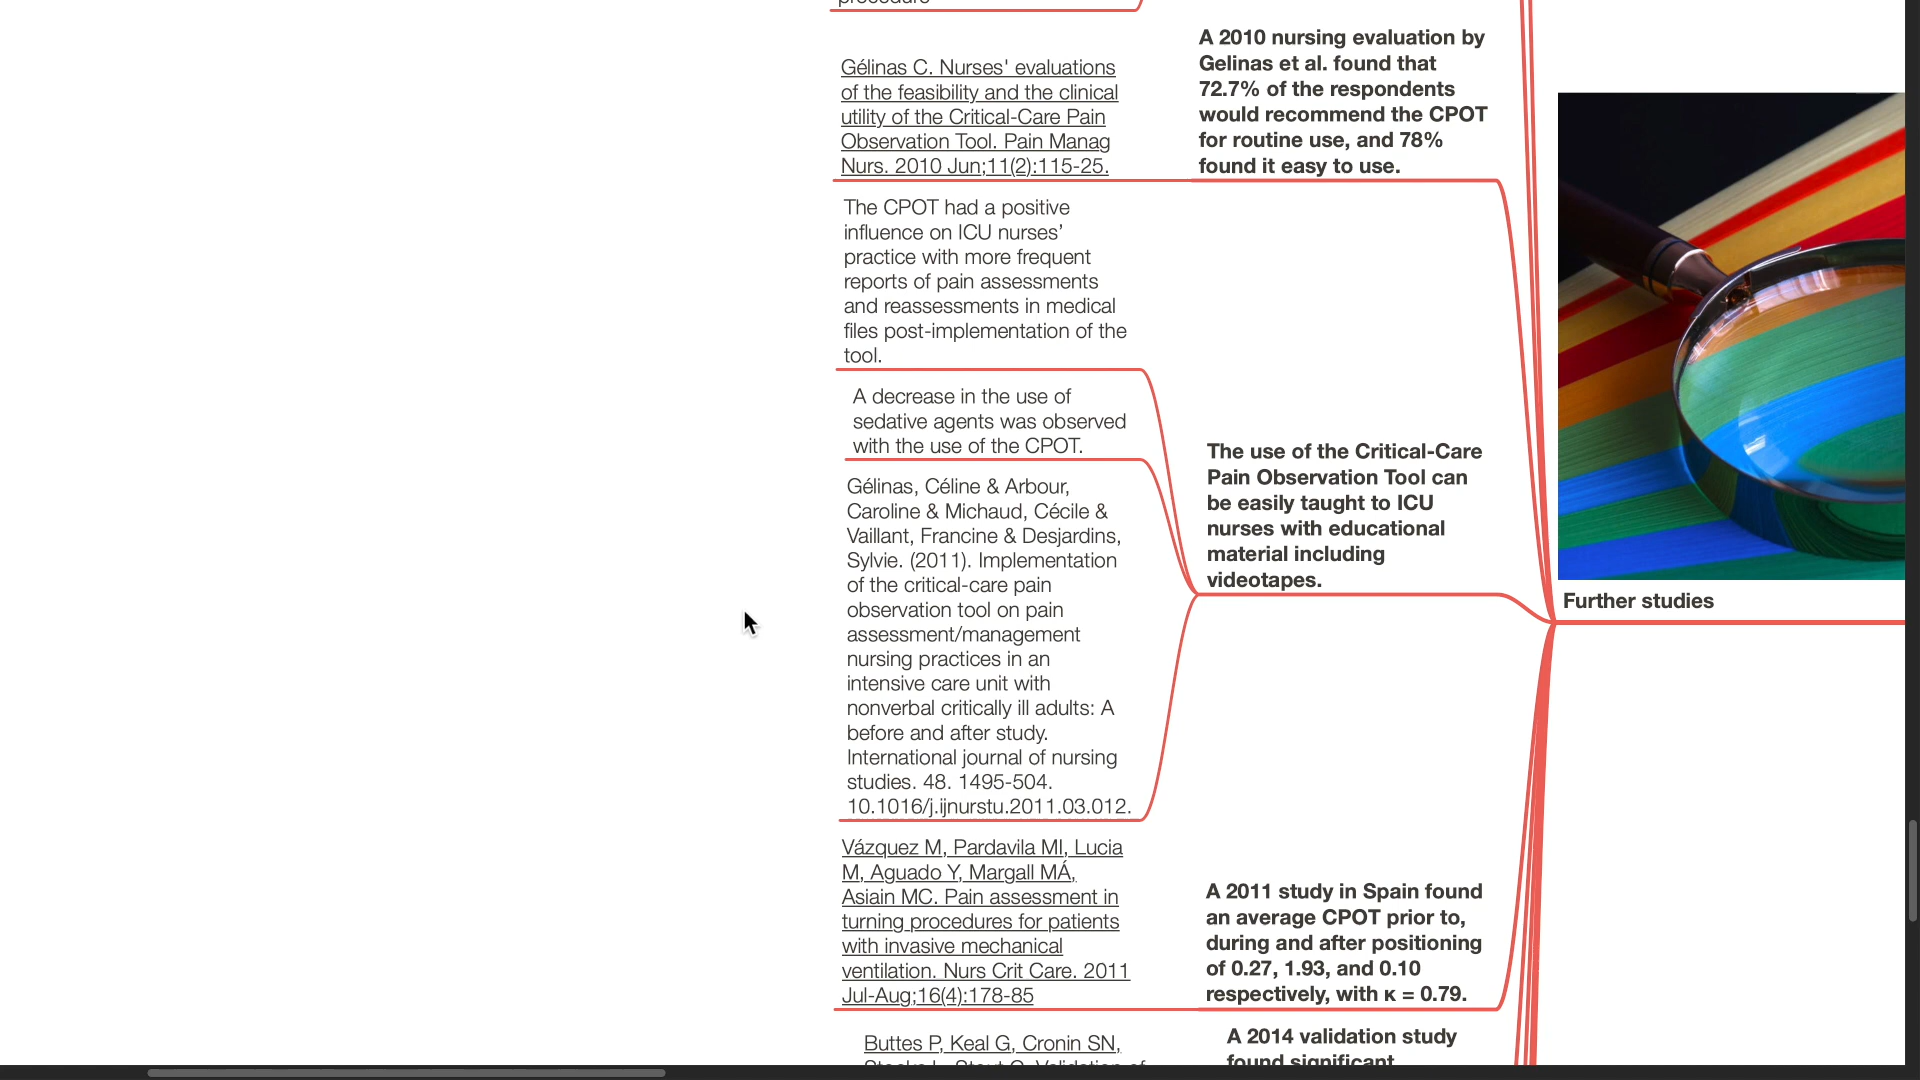 procedure
A 2010 nursing evaluation by
Gelinas et al. found that
72.7% of the respondents
would recommend the CPOT
for routine use, and 78%
found it easy to use.
Gélinas C. Nurses' evaluations
of the feasibility and the clinical
utility of the Critical-Care Pain
Observation Tool. Pain Manag
Nurs. 2010 Jun;11(2):115-25.
The CPOT had a positive
influence on ICU nurses’
practice with more frequent
reports of pain assessments
and reassessments in medical
files post-implementation of the
tool.
A decrease in the use of
sedative agents was observed
with the use of the CPOT.
Gélinas, Céline & Arbour,
Caroline & Michaud, Cécile &
Vaillant, Francine & Desjardins,
Sylvie. (2011). Implementation
of the critical-care pain
observation tool on pain
assessment/management
nursing practices in an
intensive care unit with
nonverbal critically ill adults: A
before and after study.
International journal of nursing
studies. 48. 1495-504.
10.1016/j.ijnurstu.2011.03.012.
The use of the Critical-Care
Pain Observation Tool can
be easily taught to ICU
nurses with educational
material including
videotapes.
Further studies
Vázquez M, Pardavila MI, Lucia
M, Aguado Y, Margall MÁ,
Asiain MC. Pain assessment in
turning procedures for patients
with invasive mechanical
ventilation. Nurs Crit Care. 2011
Jul-Aug;16(4):178-85
A 2011 study in Spain found
an average CPOT prior to,
during and after positioning
of 0.27, 1.93, and 0.10
respectively, with κ = 0.79.
Buttes P, Keal G, Cronin SN,
A 2014 validation study
found significant